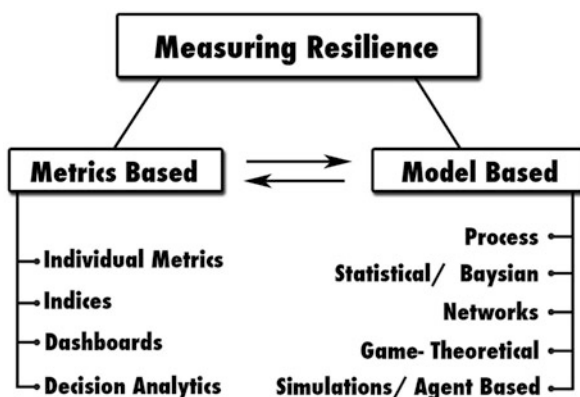 Measuring Resilience
Metrics Based
Model Based
Individual Metrics
Indices
Dashboards
Decision Analytics
Process
Statistical/ Baysian
Networks
Game- Theoretical
Simulations/ Agent Based